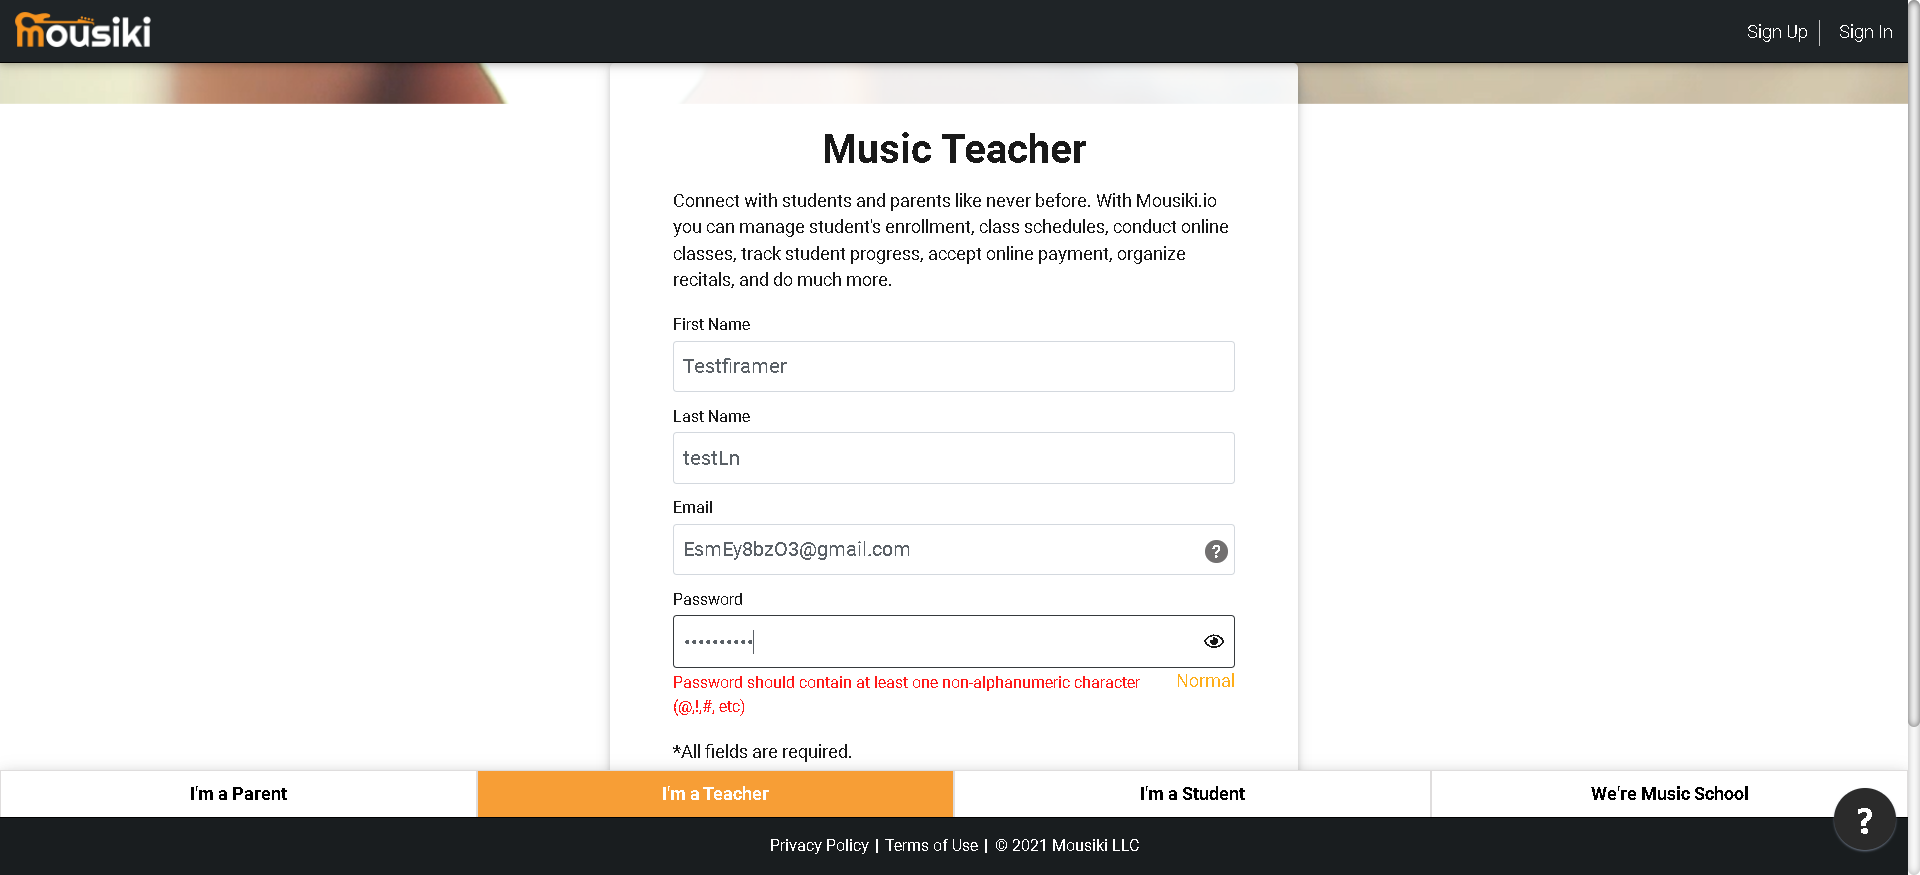 mousiki
Sign Up
Sign In
Music Teacher
Connect with students and parents like never before. With Mousiki.io
you can manage student's enrollment, class schedules, conduct online
classes, track student progress, accept online payment, organize
recitals, and do much more.
First Name
Testfiramer
Last Name
testLn
Email
EsmEy8bzO3@gmail.com
?
Password
••••••••••
Password should contain at least one non-alphanumeric character
(@,!,#, etc)
Normal
*All fields are required.
I'm a Parent
I'm a Teacher
I'm a Student
We're Music School
?
Privacy Policy | Terms of Use | © 2021 Mousiki LLC